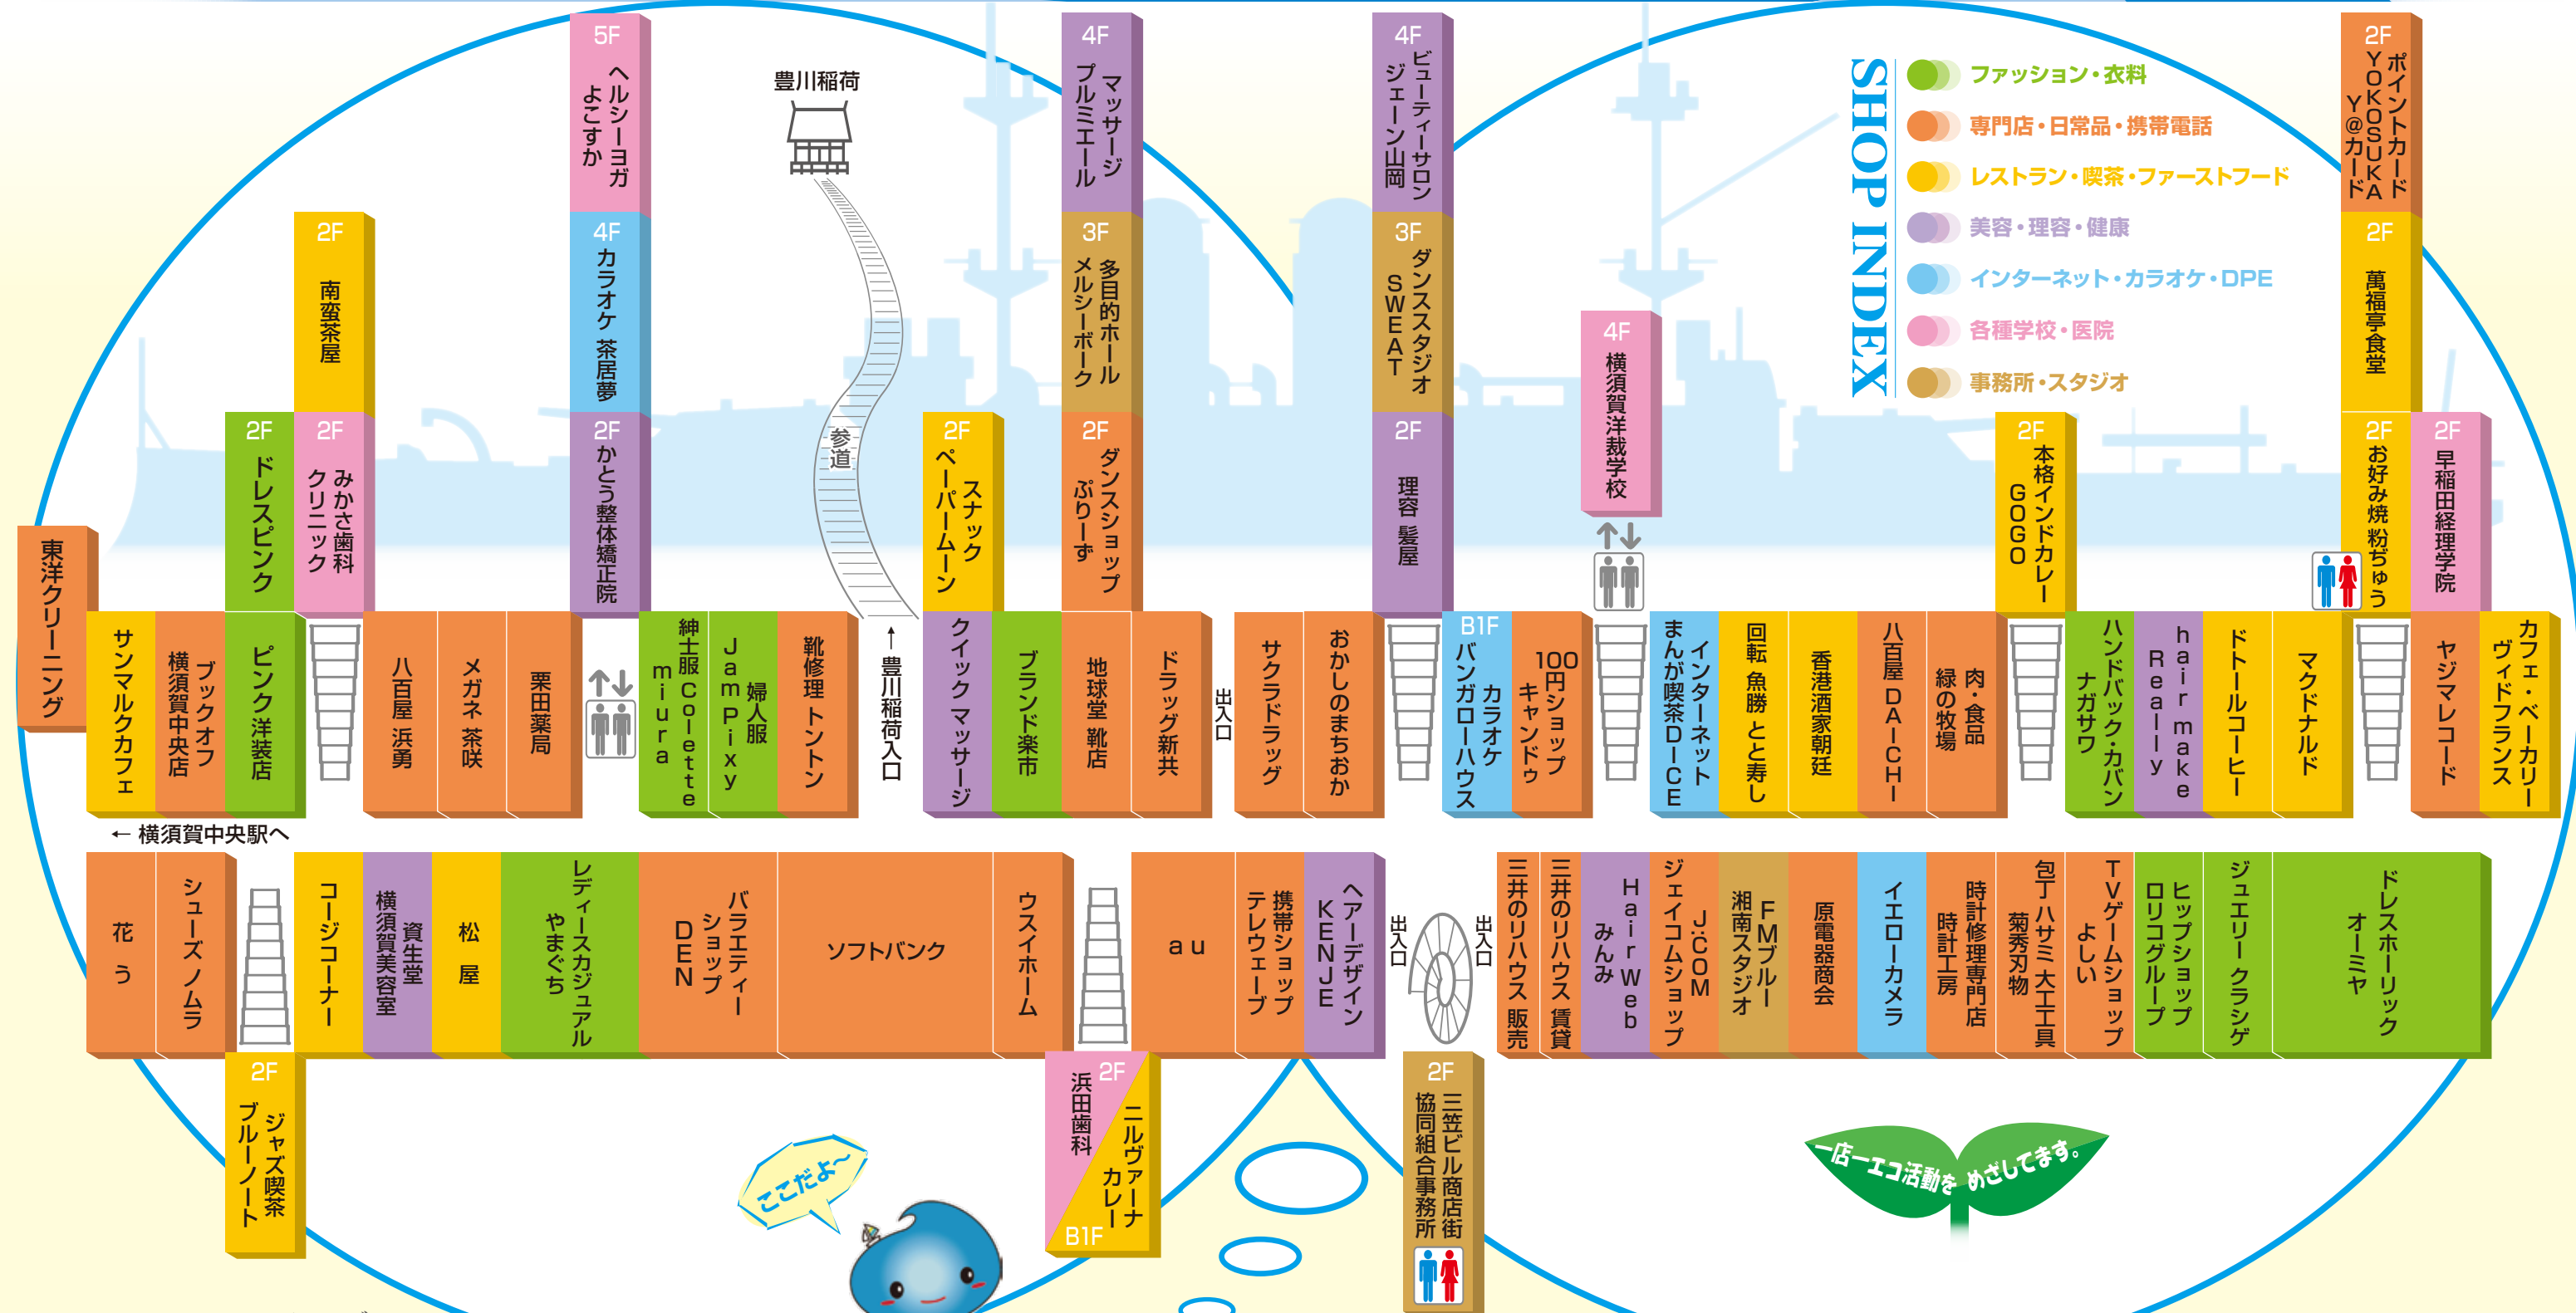 5F
ヘルシーヨガ
よこすか
4F
カラオケ 茶居夢
2F
かとう整体矯正院
豊川稲荷
参道
4F
マッサージ
プルミエール
3F
多目的ホール
メルシーボーク
2F
ダンスショップ
ぷりーず
4F
ビューティーサロン
ジェーン山岡
3F
ダンススタジオ
SWEAT
2F
理容 髪屋
4F
横須賀洋裁学校
SHOP INDEX
ファッション・衣料
専門店・日常品・携帯電話
レストラン・喫茶・ファーストフード
美容・理容・健康
インターネット・カラオケ・DPE
各種学校・医院
事務所・スタジオ
2F
ポイントカード
YOKOSUKA
Y@カード
2F
萬福亭食堂
2F
お好み焼 粉ぢゅう
2F
早稲田経理学院
2F
本格インドカレー
GOGO
2F
南蛮茶屋
2F
ドレスピンク
2F
みかさ歯科
クリニック
2F
スナック
ペーパームーン
東洋クリーニング
サンマルクカフェ
ブックオフ
横須賀中央店
ピンク洋装店
八百屋 浜勇
メガネ 茶咲
栗田薬局
紳士服 Colette
miura
婦人服
Jam Pixy
靴修理 トントン
↑豊川稲荷入口
クイック マッサージ
ブランド楽市
地球堂 靴店
ドラッグ新共
出入口
サクラドラッグ
おかしのまちおか
B1F
カラオケ
バンガローハウス
100円ショップ
キャンドゥ
インターネット
まんが喫茶DICE
回転 魚勝 とと寿し
香港酒家朝廷
八百屋 DAICHI
肉・食品
緑の牧場
ハンドバック・カバン
ナガサワ
hair make
Really
ドトールコーヒー
マクドナルド
ヤジマレコード
カフェ・ベーカリー
ヴィドフランス
← 横須賀中央駅へ
花う
シューズ ノムラ
コージコーナー
資生堂
横須賀美容室
松屋
レディースカジュアル
やまぐち
バラエティー
ショップ
DEN
ソフトバンク
ウスイホーム
au
携帯ショップ
テレウェーブ
ヘアーデザイン
KENJE
出入口
出入口
三井のリハウス 販売
三井のリハウス 賃貸
Hair Web
みんみ
J:COM
ジェイコムショップ
FMブルー
湘南スタジオ
原電器商会
イエローカメラ
時計修理専門店
時計工房
包丁 ハサミ 大工工具
菊秀刃物
TVゲームショップ
よしい
ヒップショップ
ロリコグループ
ジュエリー クラシゲ
ドレスホーリック
オーミヤ
2F
ジャズ喫茶
ブルーノート
2F
浜田歯科
ニルヴァーナ
カレー
B1F
2F
三笠ビル商店街
協同組合事務所
ここだよ〜
一店一エコ活動を めざしてます。